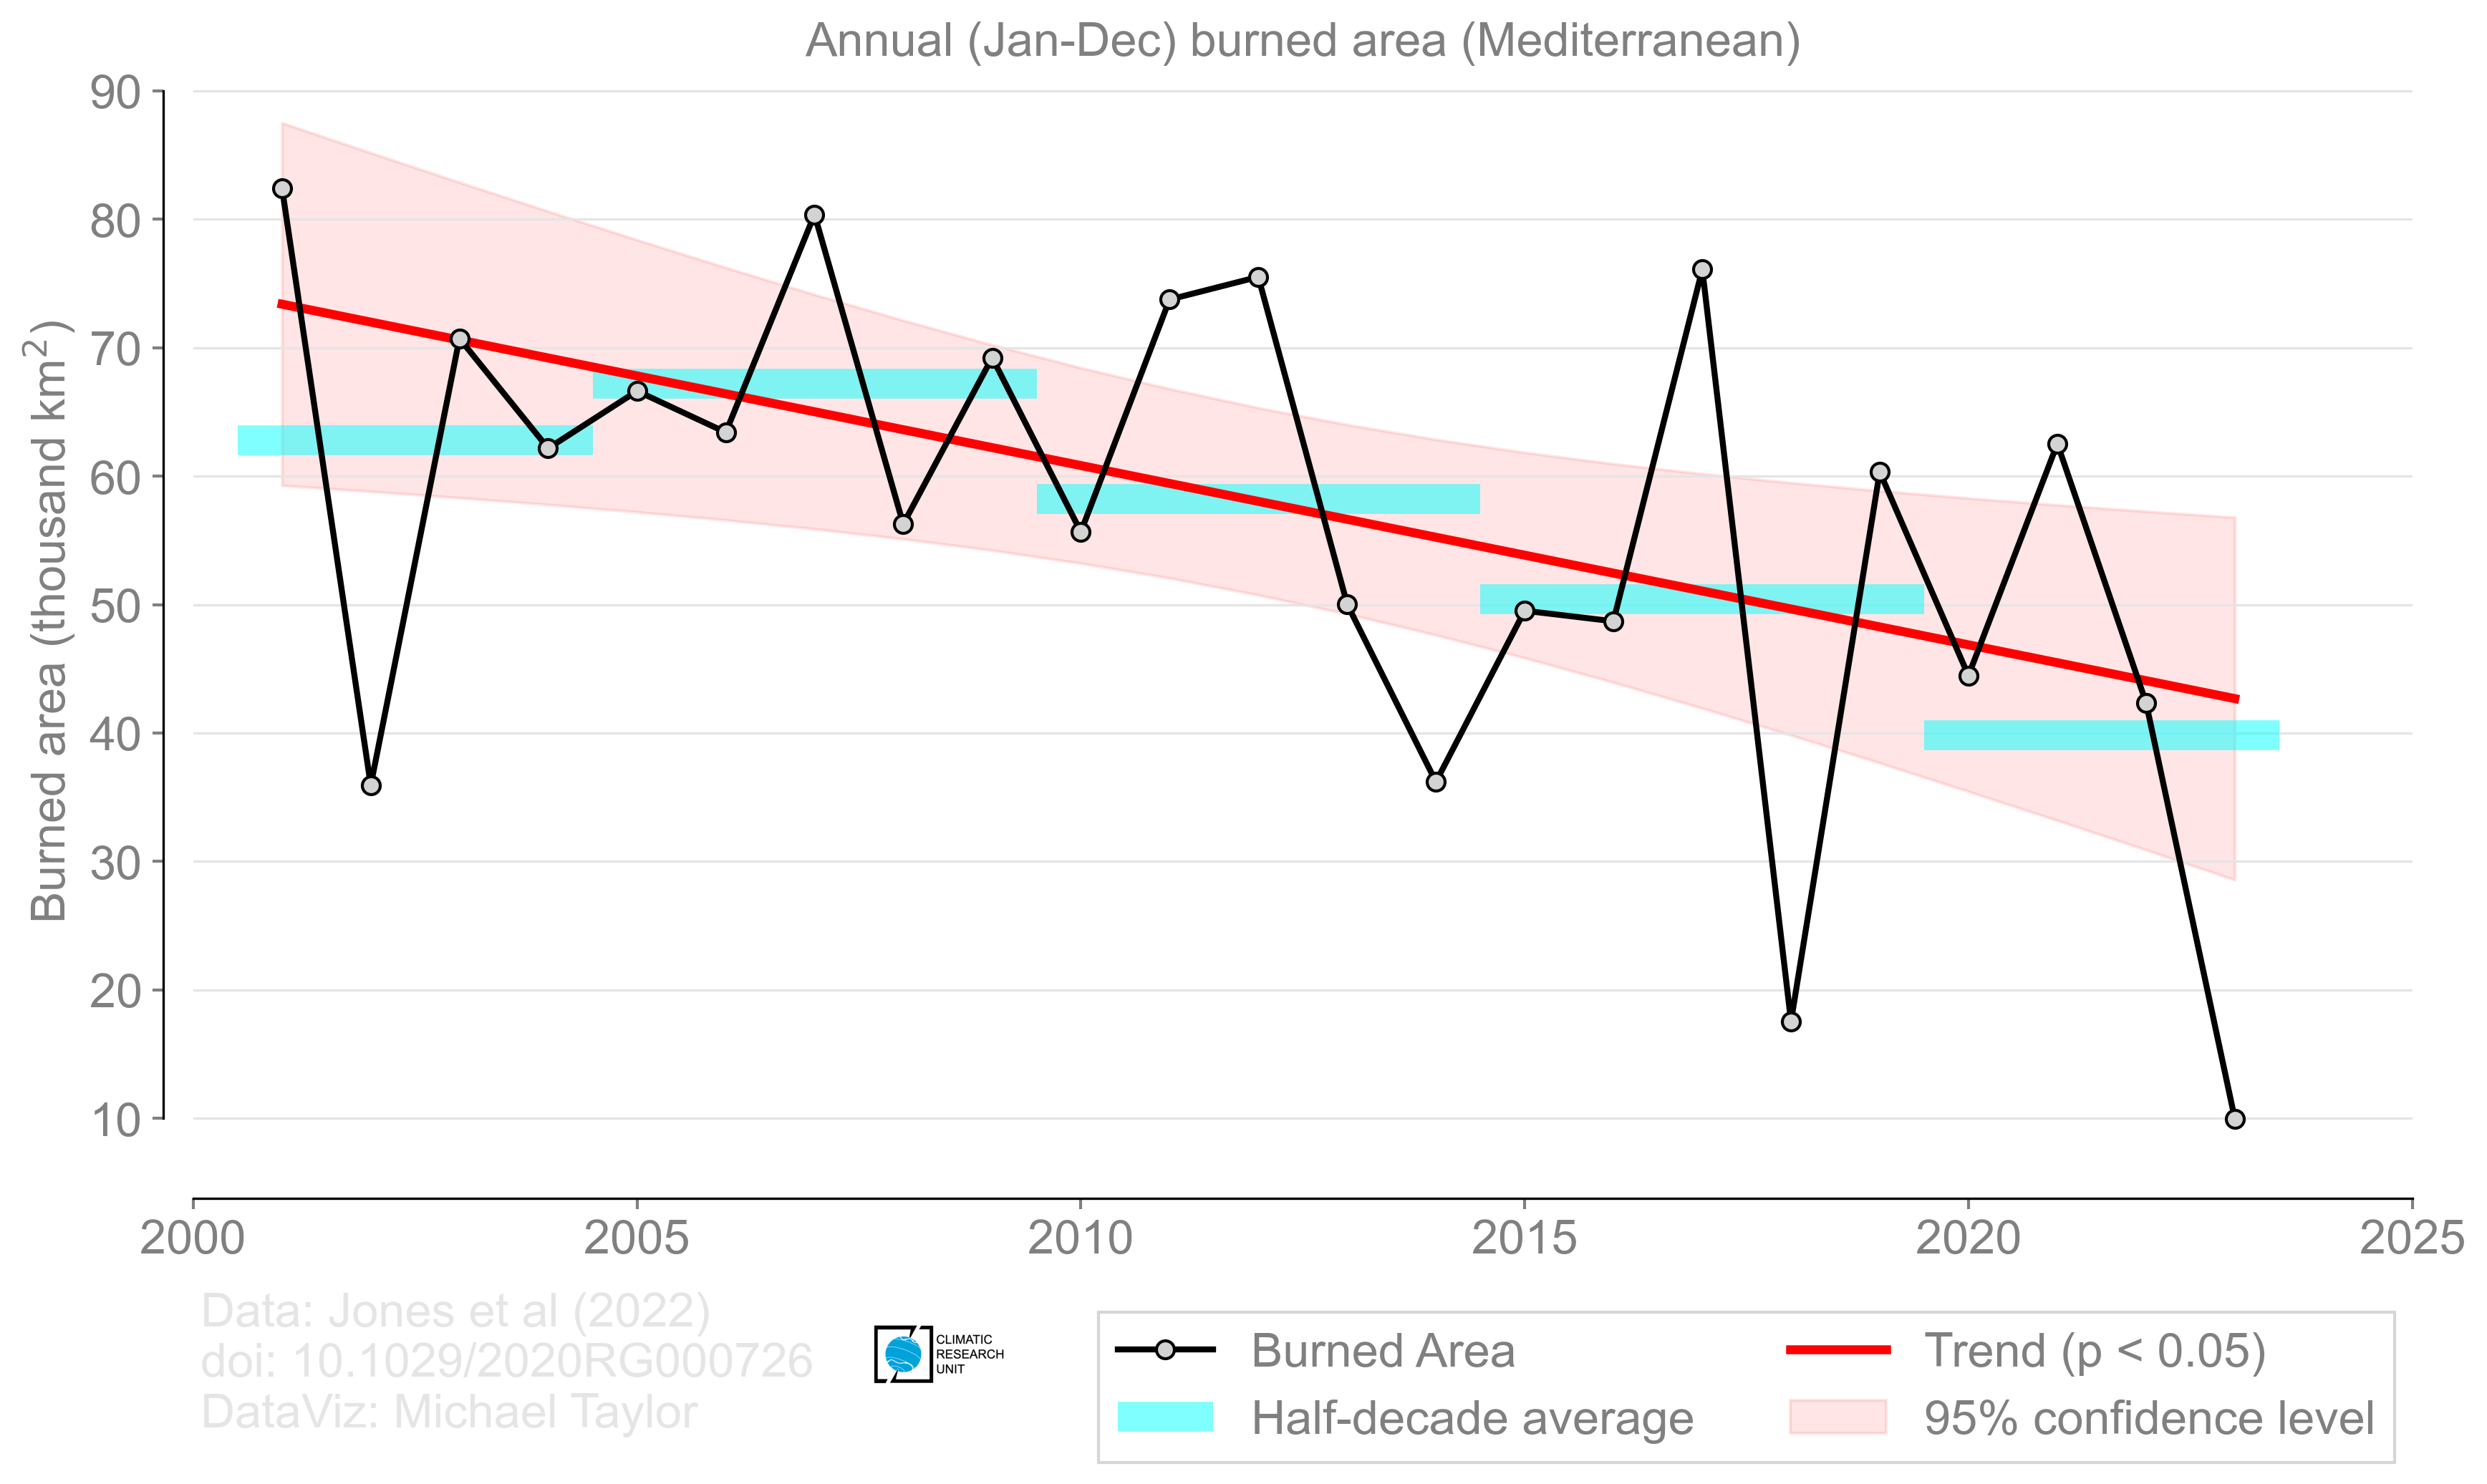 Annual (Jan-Dec) burned area (Mediterranean)
90
80
70
60
50
40
30
20
10
Burned area (thousand km²)
2000 2005 2010 2015 2020 2025
Data: Jones et al (2022)
doi: 10.1029/2020RG000726
DataViz: Michael Taylor
CLIMATIC
RESEARCH
UNIT
Burned Area
Half-decade average
Trend (p < 0.05)
95% confidence level